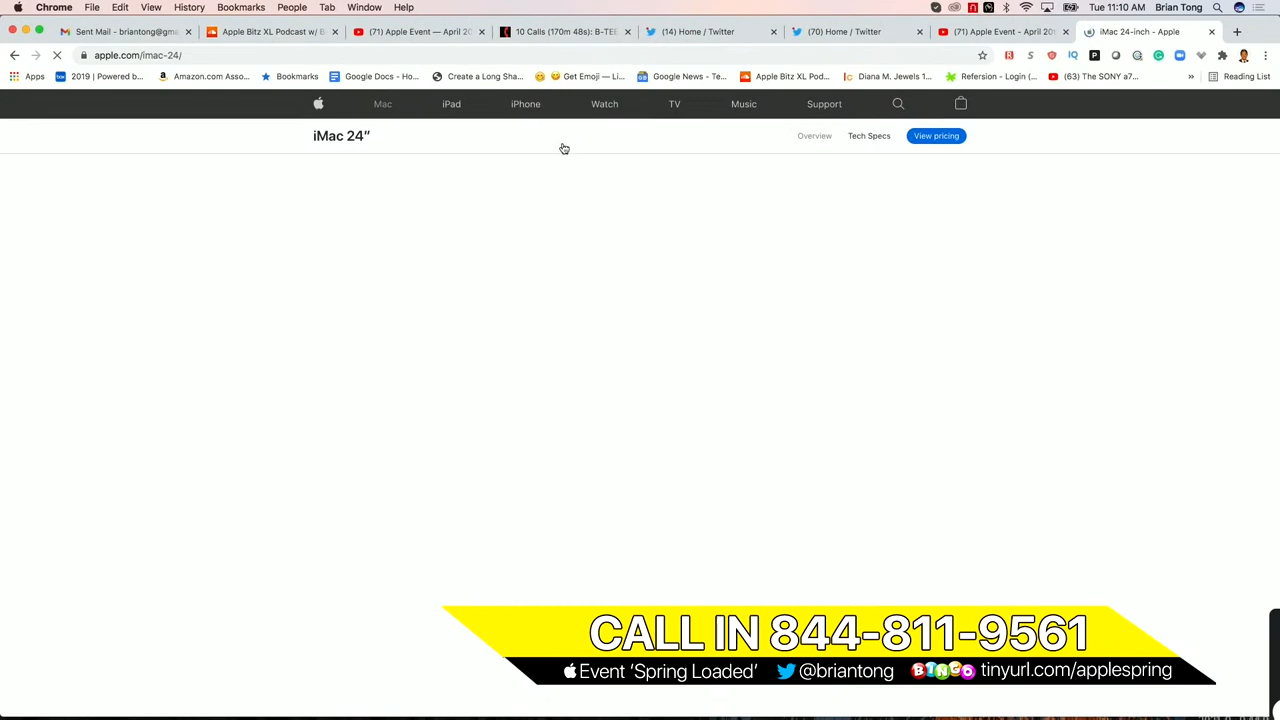 Chrome File Edit View History Bookmarks People Tab Window Help Tue 11:10 AM Brian Tong
Sent Mail - briantong@gma Apple Bitz XL Podcast w/ B (71) Apple Event — April 20 10 Calls (170m 48s): B-TEE (14) Home / Twitter (70) Home / Twitter (71) Apple Event - April 20t iMac 24-inch - Apple
apple.com/imac-24/
Apps 2019 | Powered b... Amazon.com Asso... Bookmarks Google Docs - Ho... Create a Long Sha... Get Emoji — Li... Google News - Te... Apple Bitz XL Pod... Diana M. Jewels 1... Refersion - Login (... (63) The SONY a7... » Reading List
Mac iPad iPhone Watch TV Music Support
iMac 24” Overview Tech Specs View pricing
CALL IN 844-811-9561
Event ‘Spring Loaded’ @briantong BINGO tinyurl.com/applespring